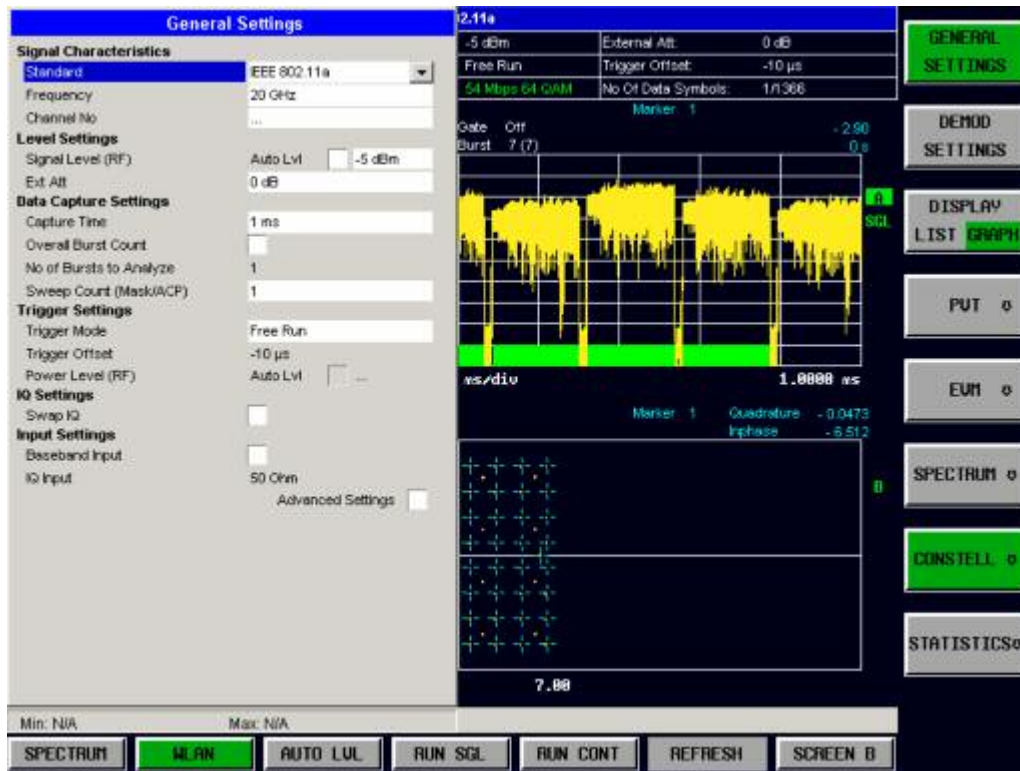 General Settings
Signal Characteristics
Standard IEEE 802.11a
Frequency 20 GHz
Channel No ...
Level Settings
Signal Level (RF) Auto Lvl -5 dBm
Ext Att 0 dB
Data Capture Settings
Capture Time 1 ms
Overall Burst Count
No of Bursts to Analyze 1
Sweep Count (Mask/ACP) 1
Trigger Settings
Trigger Mode Free Run
Trigger Offset -10 µs
Power Level (RF) Auto Lvl ...
IQ Settings
Swap IQ
Input Settings
Baseband Input
IQ Input 50 Ohm
Advanced Settings
Min: N/A Max: N/A
2.11a
-5 dBm External Att: 0 dB
Free Run Trigger Offset: -10 µs
54 Mbps 64 QAM No Of Data Symbols: 1/1366
Marker 1
Gate Off -2.90
Burst 7 (7) 0 s
A
SGL
ms/div 1.0000 ms
Marker 1 Quadrature -0.0473
Inphase -6.512
B
7.00
GENERAL SETTINGS
DEMOD SETTINGS
DISPLAY
LIST GRAPH
PVT
EVM
SPECTRUM
CONSTELL
STATISTICS
SPECTRUM WLAN AUTO LVL RUN SGL RUN CONT REFRESH SCREEN B